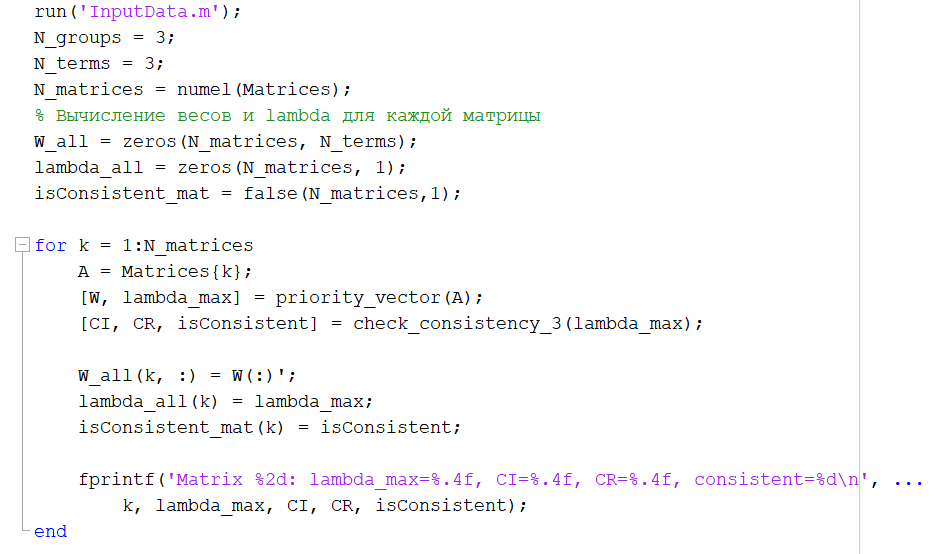 run('InputData.m');
N_groups = 3;
N_terms = 3;
N_matrices = numel(Matrices);
% Вычисление весов и lambda для каждой матрицы
W_all = zeros(N_matrices, N_terms);
lambda_all = zeros(N_matrices, 1);
isConsistent_mat = false(N_matrices,1);
for k = 1:N_matrices
    A = Matrices{k};
    [W, lambda_max] = priority_vector(A);
    [CI, CR, isConsistent] = check_consistency_3(lambda_max);
    W_all(k, :) = W(:)';
    lambda_all(k) = lambda_max;
    isConsistent_mat(k) = isConsistent;
    fprintf('Matrix %2d: lambda_max=%.4f, CI=%.4f, CR=%.4f, consistent=%d\n', ...
        k, lambda_max, CI, CR, isConsistent);
end